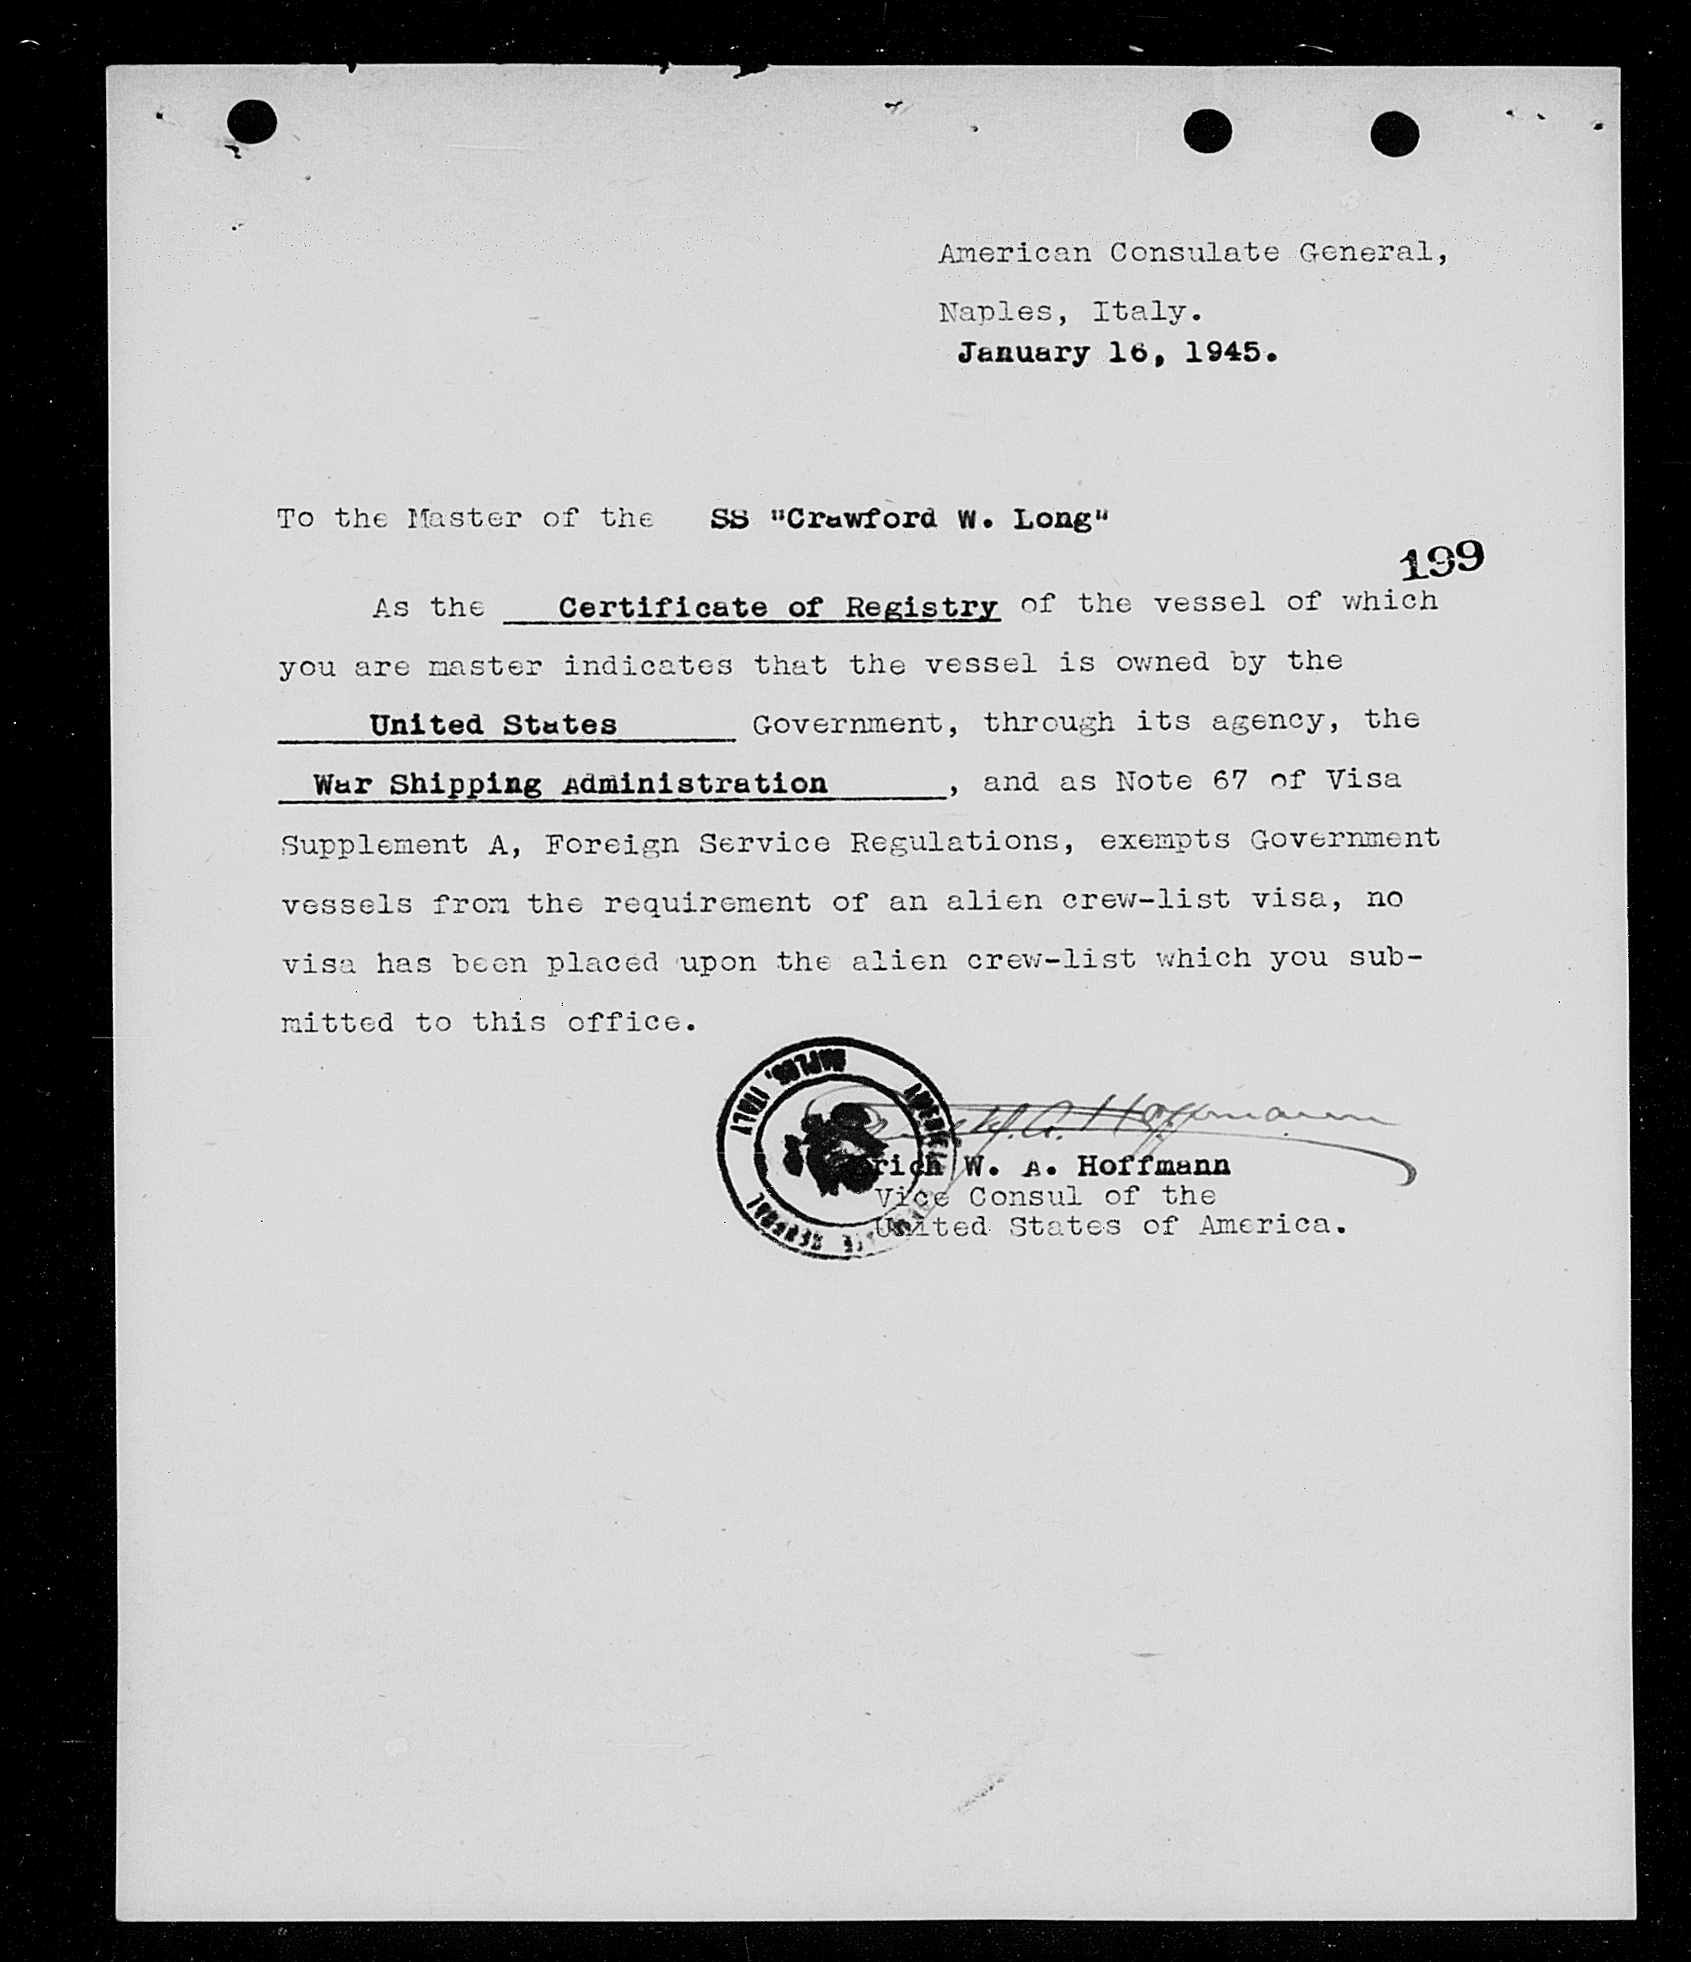 American Consulate General,
Naples, Italy.
January 16, 1945.
To the Master of the SS "Crawford W. Long"
199
As the Certificate of Registry of the vessel of which
you are master indicates that the vessel is owned by the
United States Government, through its agency, the
War Shipping Administration, and as Note 67 of Visa
Supplement A, Foreign Service Regulations, exempts Government
vessels from the requirement of an alien crew-list visa, no
visa has been placed upon the alien crew-list which you sub-
mitted to this office.
NAPLES, ITALY
W. A. Hoffmann
rich W. A. Hoffmann
Vice Consul of the
United States of America.